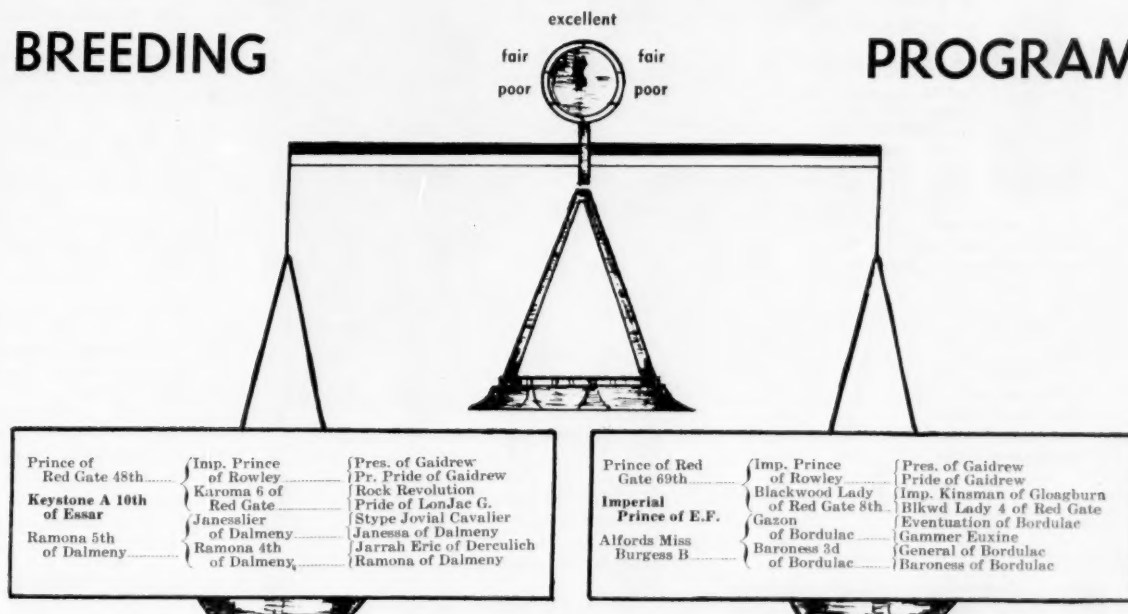 BREEDING
PROGRAM
excellent
fair fair
poor poor
Prince of
Red Gate 48th
Keystone A 10th
of Essar
Ramona 5th
of Dalmeny
Imp. Prince
of Rowley
Karoma 6 of
Red Gate
Janesslier
of Dalmeny
Ramona 4th
of Dalmeny
Pres. of Gaidrew
Pr. Pride of Gaidrew
Rock Revolution
Pride of LonJac G.
Stype Jovial Cavalier
Janessa of Dalmeny
Jarrah Eric of Derculich
Ramona of Dalmeny
Prince of Red
Gate 69th
Imperial
Prince of E.F.
Alfords Miss
Burgess B
Imp. Prince
of Rowley
Blackwood Lady
of Red Gate 8th
Gazon
of Bordulac
Baroness 3d
of Bordulac
Pres. of Gaidrew
Pride of Gaidrew
Imp. Kinsman of Gloagburn
Blkwd Lady 4 of Red Gate
Eventuation of Bordulac
Gammer Euxine
General of Bordulac
Baroness of Bordulac